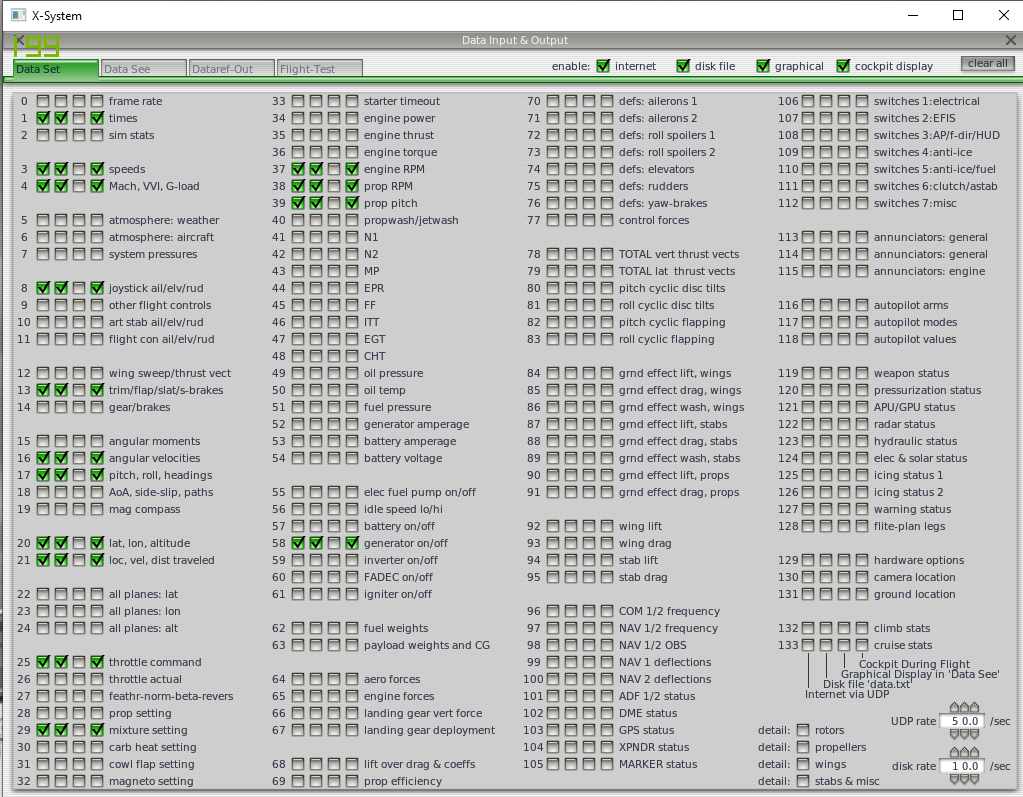 X-System
Data Input & Output
199
Data Set Data See Dataref-Out Flight-Test enable: internet disk file graphical cockpit display clear all
0 frame rate
1 times
2 sim stats
3 speeds
4 Mach, VVI, G-load
5 atmosphere: weather
6 atmosphere: aircraft
7 system pressures
8 joystick ail/elv/rud
9 other flight controls
10 art stab ail/elv/rud
11 flight con ail/elv/rud
12 wing sweep/thrust vect
13 trim/flap/slat/s-brakes
14 gear/brakes
15 angular moments
16 angular velocities
17 pitch, roll, headings
18 AoA, side-slip, paths
19 mag compass
20 lat, lon, altitude
21 loc, vel, dist traveled
22 all planes: lat
23 all planes: lon
24 all planes: alt
25 throttle command
26 throttle actual
27 feathr-norm-beta-revers
28 prop setting
29 mixture setting
30 carb heat setting
31 cowl flap setting
32 magneto setting
33 starter timeout
34 engine power
35 engine thrust
36 engine torque
37 engine RPM
38 prop RPM
39 prop pitch
40 propwash/jetwash
41 N1
42 N2
43 MP
44 EPR
45 FF
46 ITT
47 EGT
48 CHT
49 oil pressure
50 oil temp
51 fuel pressure
52 generator amperage
53 battery amperage
54 battery voltage
55 elec fuel pump on/off
56 idle speed lo/hi
57 battery on/off
58 generator on/off
59 inverter on/off
60 FADEC on/off
61 igniter on/off
62 fuel weights
63 payload weights and CG
64 aero forces
65 engine forces
66 landing gear vert force
67 landing gear deployment
68 lift over drag & coeffs
69 prop efficiency
70 defs: ailerons 1
71 defs: ailerons 2
72 defs: roll spoilers 1
73 defs: roll spoilers 2
74 defs: elevators
75 defs: rudders
76 defs: yaw-brakes
77 control forces
78 TOTAL vert thrust vects
79 TOTAL lat thrust vects
80 pitch cyclic disc tilts
81 roll cyclic disc tilts
82 pitch cyclic flapping
83 roll cyclic flapping
84 grnd effect lift, wings
85 grnd effect drag, wings
86 grnd effect wash, wings
87 grnd effect lift, stabs
88 grnd effect drag, stabs
89 grnd effect wash, stabs
90 grnd effect lift, props
91 grnd effect drag, props
92 wing lift
93 wing drag
94 stab lift
95 stab drag
96 COM 1/2 frequency
97 NAV 1/2 frequency
98 NAV 1/2 OBS
99 NAV 1 deflections
100 NAV 2 deflections
101 ADF 1/2 status
102 DME status
103 GPS status
104 XPNDR status
105 MARKER status
106 switches 1:electrical
107 switches 2:EFIS
108 switches 3:AP/f-dir/HUD
109 switches 4:anti-ice
110 switches 5:anti-ice/fuel
111 switches 6:clutch/astab
112 switches 7:misc
113 annunciators: general
114 annunciators: general
115 annunciators: engine
116 autopilot arms
117 autopilot modes
118 autopilot values
119 weapon status
120 pressurization status
121 APU/GPU status
122 radar status
123 hydraulic status
124 elec & solar status
125 icing status 1
126 icing status 2
127 warning status
128 flite-plan legs
129 hardware options
130 camera location
131 ground location
132 climb stats
133 cruise stats
Cockpit During Flight
Graphical Display in 'Data See'
Disk file 'data.txt'
Internet via UDP
UDP rate 5 0.0 /sec
detail: rotors
detail: propellers
detail: wings
disk rate 1 0.0 /sec
detail: stabs & misc